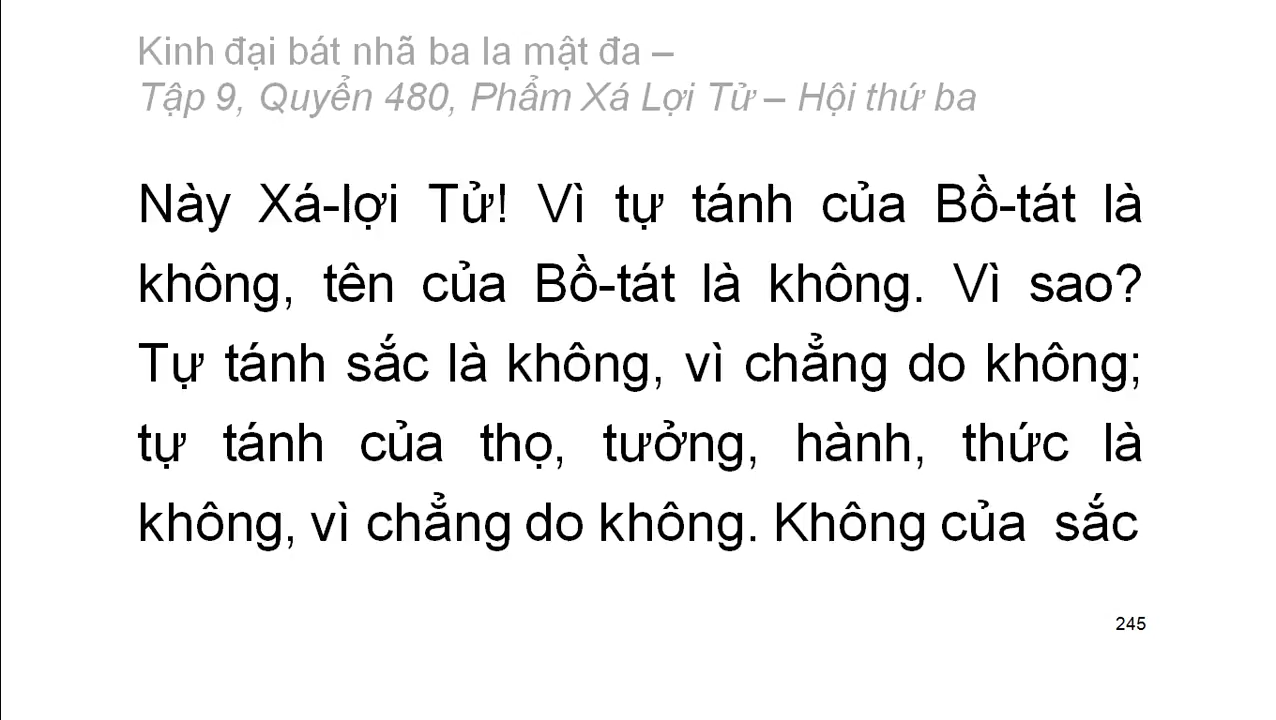 Kinh đại bát nhã ba la mật đa –
Tập 9, Quyển 480, Phẩm Xá Lợi Tử – Hội thứ ba
Này Xá-lợi Tử! Vì tự tánh của Bồ-tát là
không, tên của Bồ-tát là không. Vì sao?
Tự tánh sắc là không, vì chẳng do không;
tự tánh của thọ, tưởng, hành, thức là
không, vì chẳng do không. Không của sắc
245